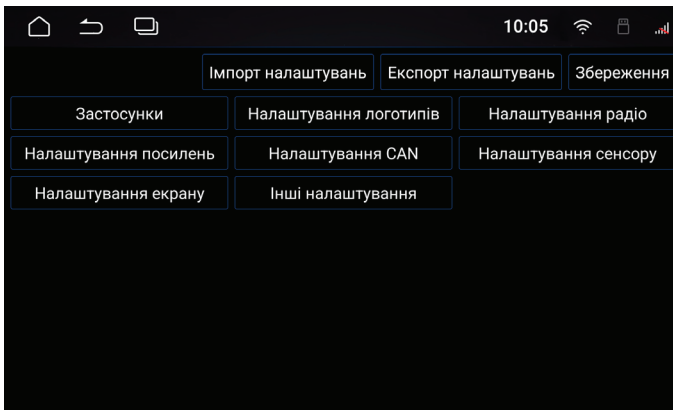 10:05
Імпорт налаштувань Експорт налаштувань Збереження
Застосунки Налаштування логотипів Налаштування радіо
Налаштування посилень Налаштування CAN Налаштування сенсору
Налаштування екрану Інші налаштування